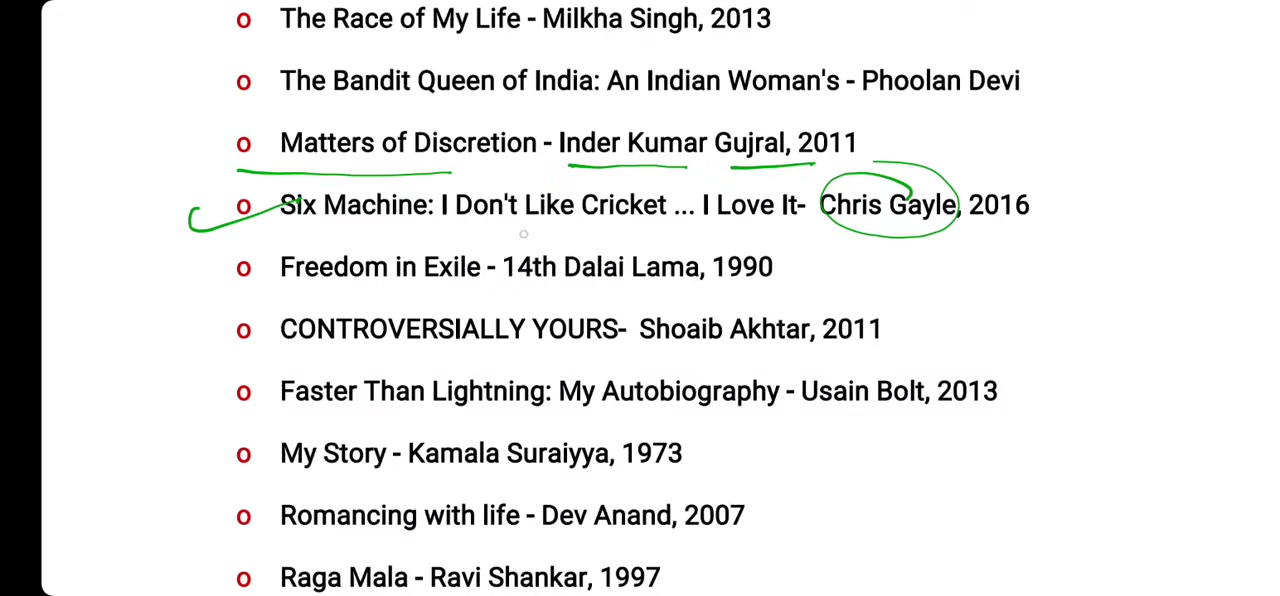 o The Race of My Life - Milkha Singh, 2013
o The Bandit Queen of India: An Indian Woman's - Phoolan Devi
o Matters of Discretion - Inder Kumar Gujral, 2011
o Six Machine: I Don't Like Cricket ... I Love It- Chris Gayle, 2016
o Freedom in Exile - 14th Dalai Lama, 1990
o CONTROVERSIALLY YOURS- Shoaib Akhtar, 2011
o Faster Than Lightning: My Autobiography - Usain Bolt, 2013
o My Story - Kamala Suraiyya, 1973
o Romancing with life - Dev Anand, 2007
o Raga Mala - Ravi Shankar, 1997